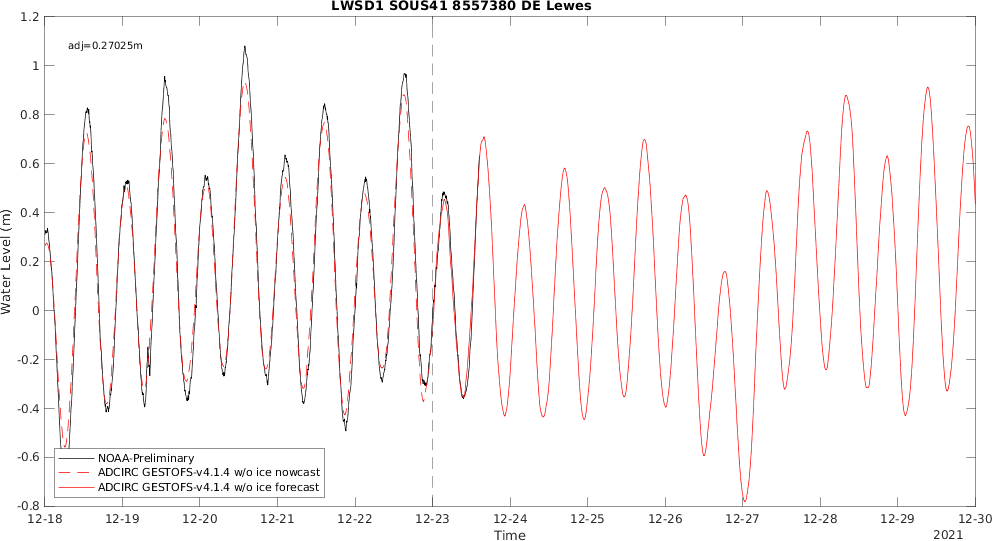 LWSD1 SOUS41 8557380 DE Lewes
adj=0.27025m
1.2
1
0.8
0.6
0.4
0.2
0
-0.2
-0.4
-0.6
-0.8
Water Level (m)
NOAA-Preliminary
ADCIRC GESTOFS-v4.1.4 w/o ice nowcast
ADCIRC GESTOFS-v4.1.4 w/o ice forecast
12-18 12-19 12-20 12-21 12-22 12-23 12-24 12-25 12-26 12-27 12-28 12-29 12-30
Time
2021